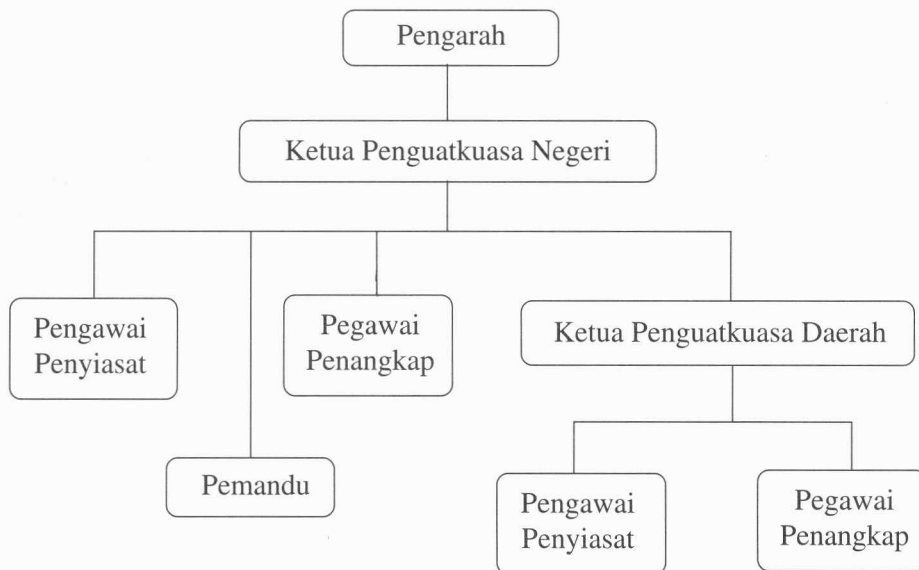 Pengarah
Ketua Penguatkuasa Negeri
Pengawai
Penyiasat
Pegawai
Penangkap
Ketua Penguatkuasa Daerah
Pemandu
Pengawai
Penyiasat
Pegawai
Penangkap